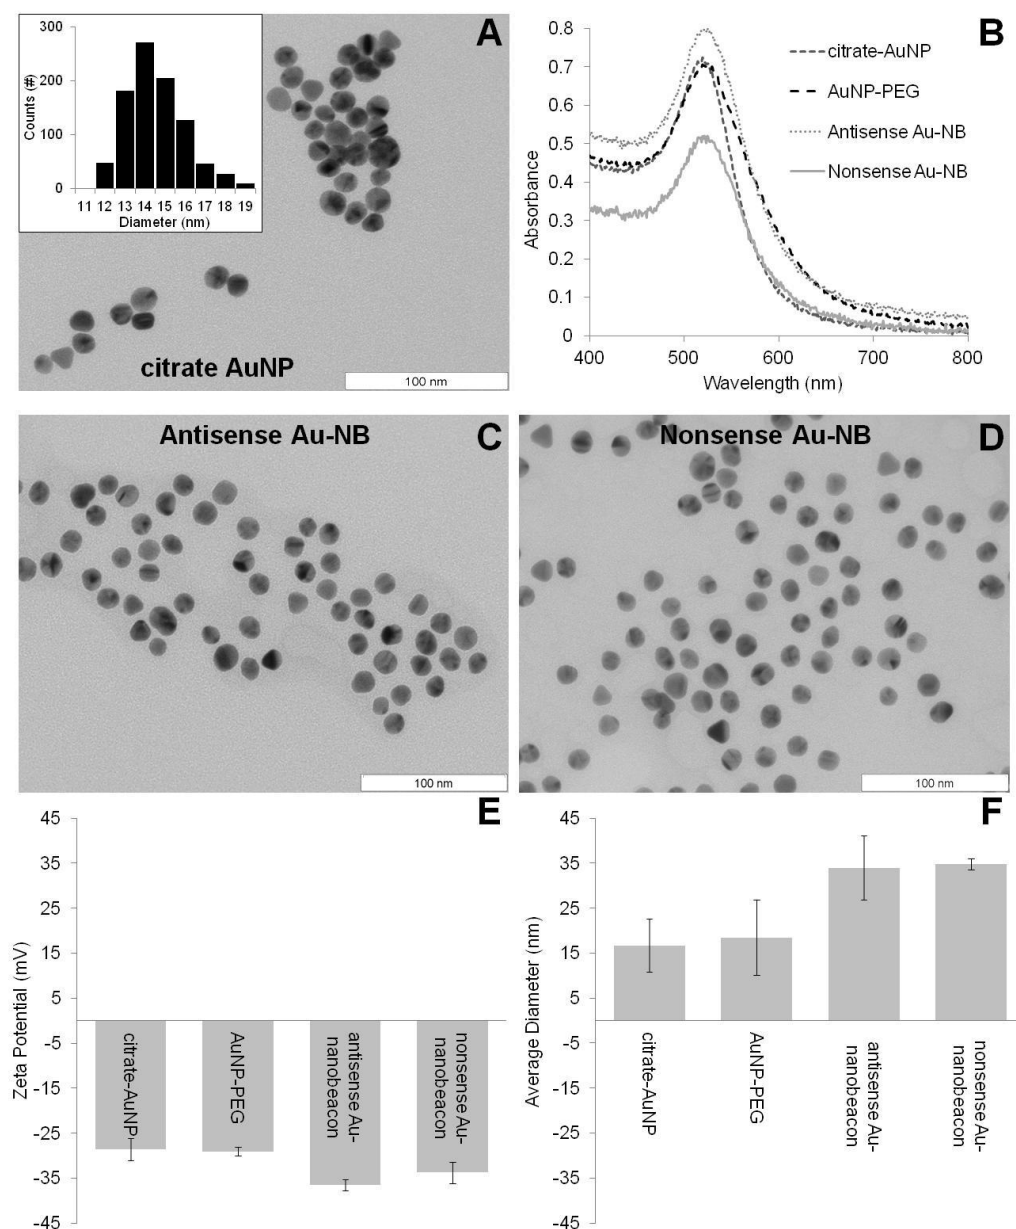 A
300
200
100
0
Counts (#)
11 12 13 14 15 16 17 18 19
Diameter (nm)
citrate AuNP
100 nm
B
0.8
0.7
0.6
0.5
0.4
0.3
0.2
0.1
0
Absorbance
400 500 600 700 800
Wavelength (nm)
citrate-AuNP
AuNP-PEG
Antisense Au-NB
Nonsense Au-NB
Antisense Au-NB
C
100 nm
Nonsense Au-NB
D
100 nm
E
45
35
25
15
5
-5
-15
-25
-35
-45
Zeta Potential (mV)
citrate-AuNP
AuNP-PEG
antisense Au-
nanobeacon
nonsense Au-
nanobeacon
F
45
35
25
15
5
-5
-15
-25
-35
-45
Average Diameter (nm)
citrate-AuNP
AuNP-PEG
antisense Au-
nanobeacon
nonsense Au-
nanobeacon